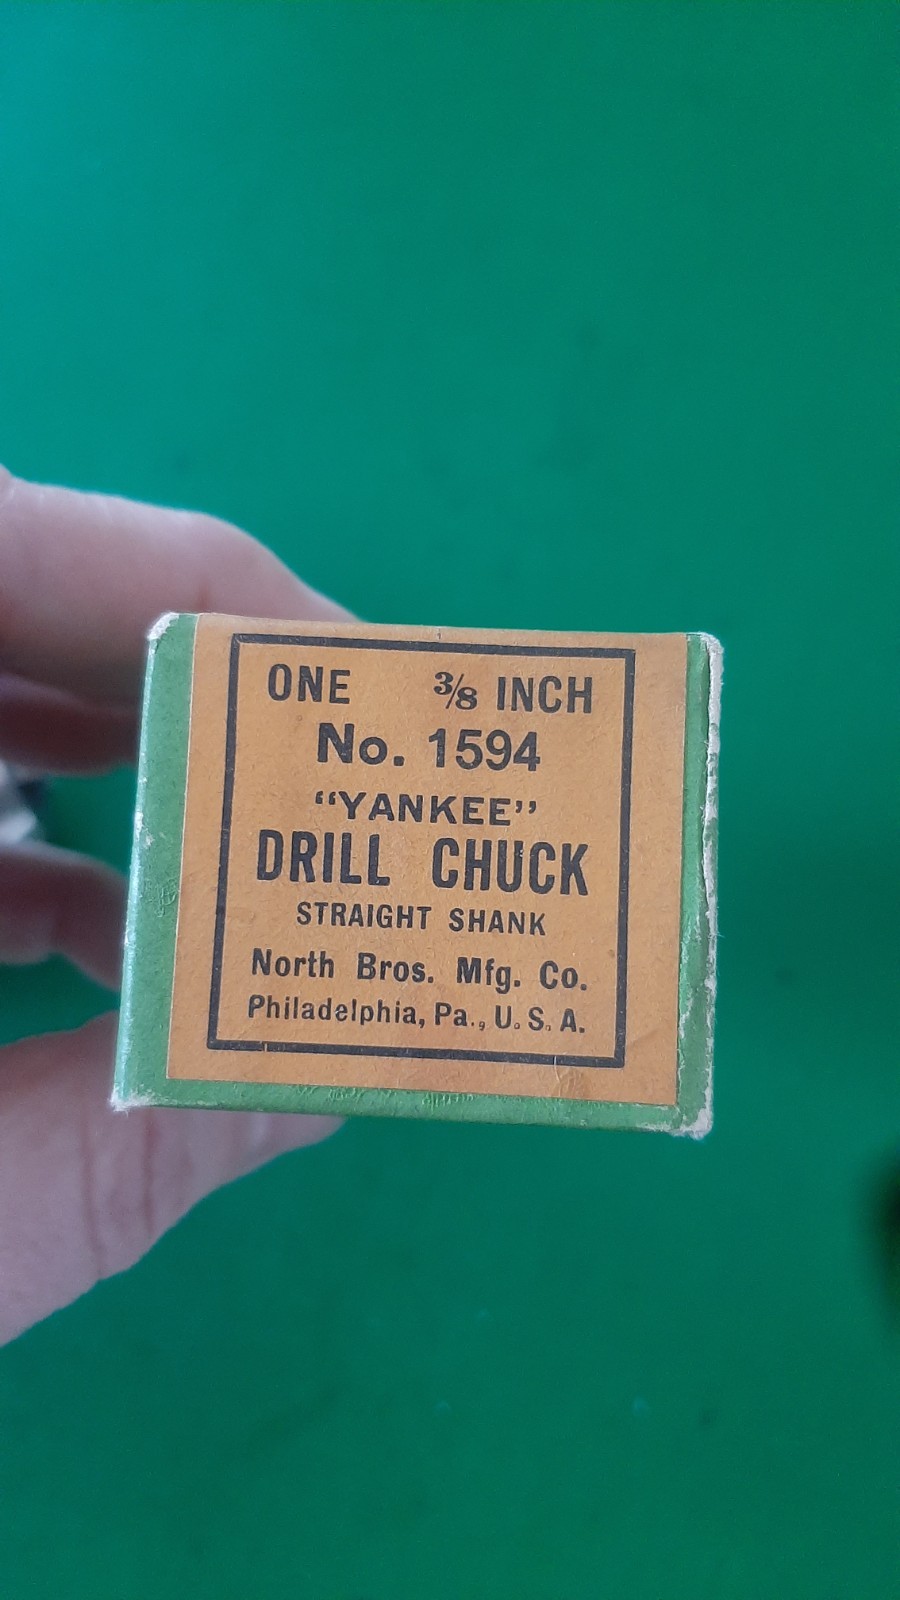 ONE 3/8 INCH
No. 1594
“YANKEE”
DRILL CHUCK
STRAIGHT SHANK
North Bros. Mfg. Co.
Philadelphia, Pa., U. S. A.